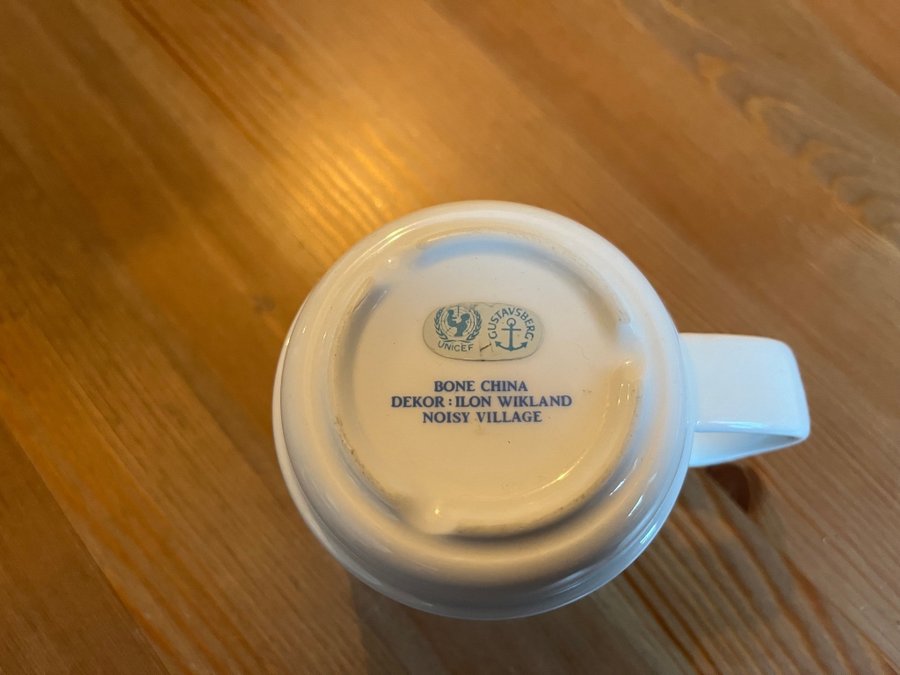 UNICEF
GUSTAVSBERG
BONE CHINA
DEKOR : ILON WIKLAND
NOISY VILLAGE